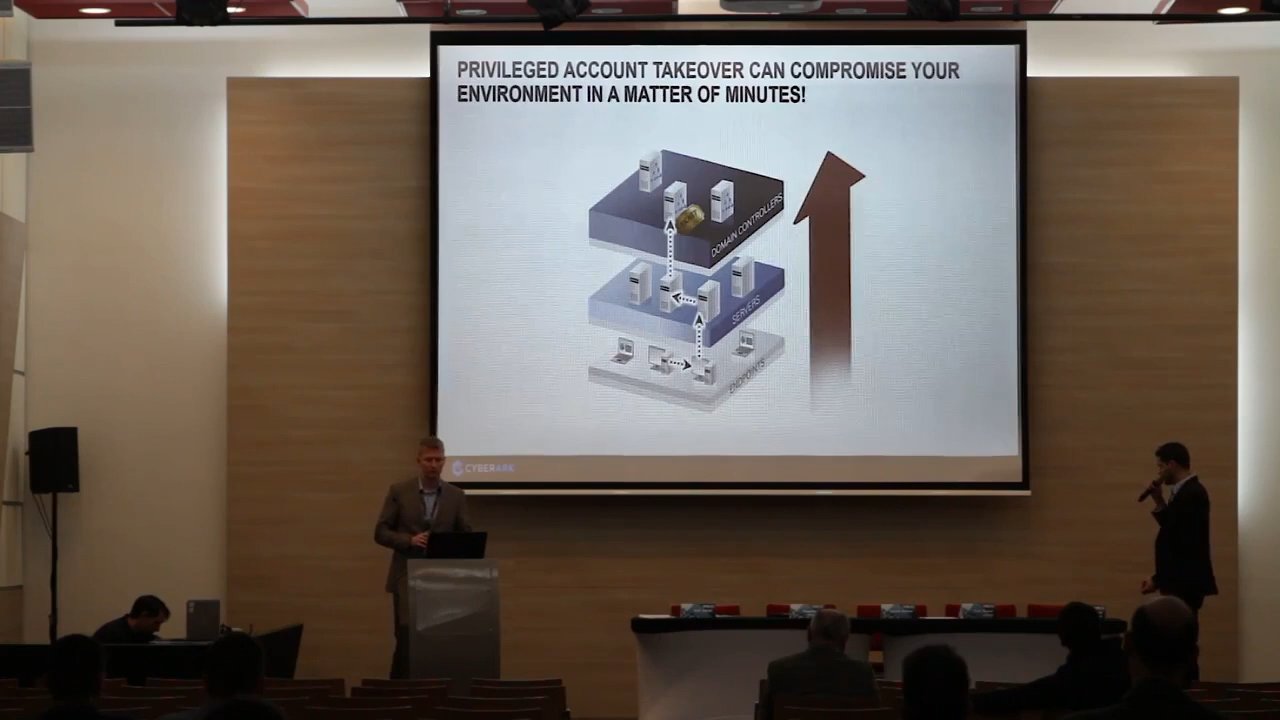 PRIVILEGED ACCOUNT TAKEOVER CAN COMPROMISE YOUR
ENVIRONMENT IN A MATTER OF MINUTES!
DOMAIN CONTROLLERS
SERVERS
ENDPOINTS
CYBERARK